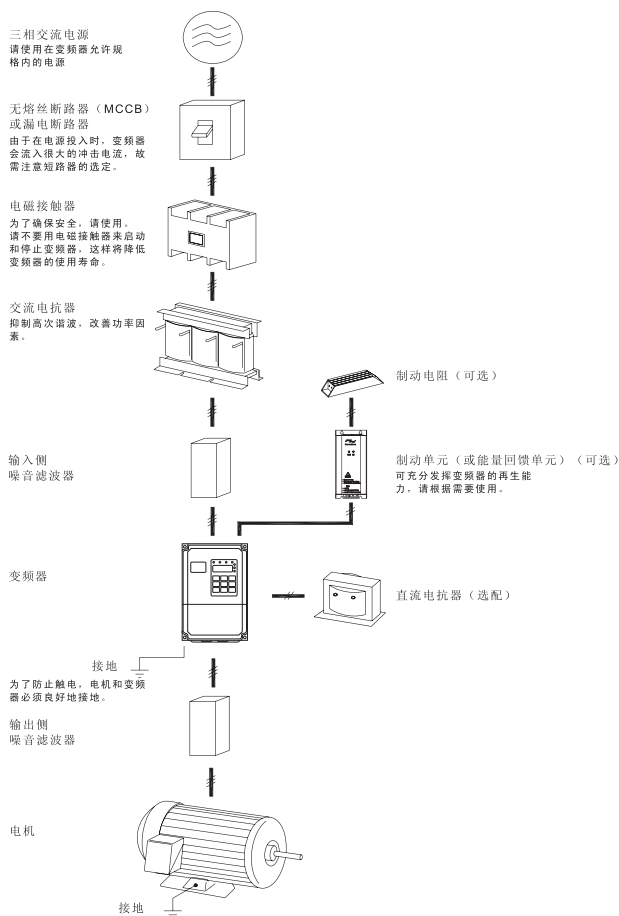 三相交流电源
请使用在变频器允许规
格内的电源
无熔丝断路器（MCCB）
或漏电断路器
由于在电源投入时，变频器
会流入很大的冲击电流，故
需注意短路器的选定。
电磁接触器
为了确保安全，请使用。
请不要用电磁接触器来启动
和停止变频器，这样将降低
变频器的使用寿命。
交流电抗器
抑制高次谐波，改善功率因
素。
制动电阻（可选）
输入侧
噪音滤波器
制动单元（或能量回馈单元）（可选）
可充分发挥变频器的再生能
力，请根据需要使用。
变频器
直流电抗器（选配）
接地
为了防止触电，电机和变频
器必须良好地接地。
输出侧
噪音滤波器
电机
接地